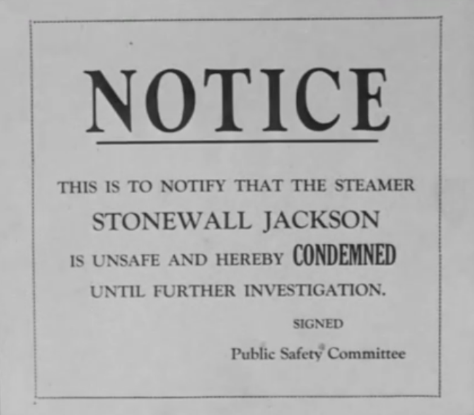 NOTICE
THIS IS TO NOTIFY THAT THE STEAMER
STONEWALL JACKSON
IS UNSAFE AND HEREBY CONDEMNED
UNTIL FURTHER INVESTIGATION.
SIGNED
Public Safety Committee